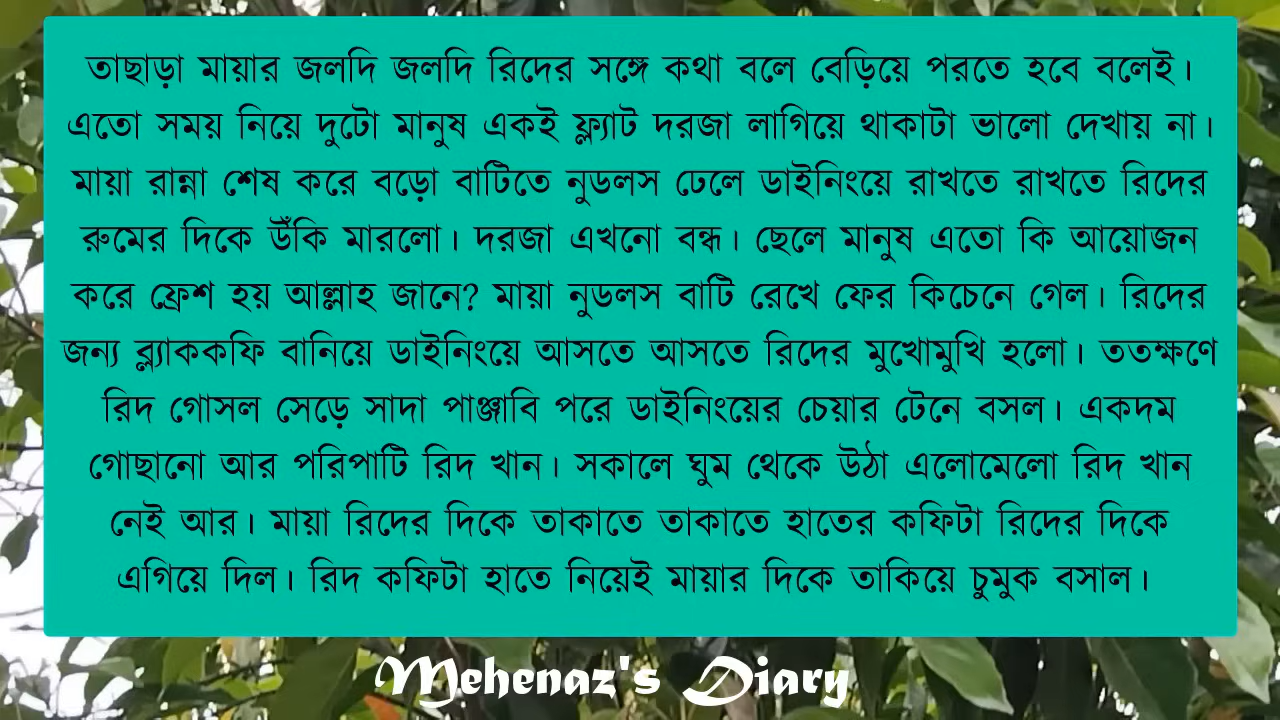 তাছাড়া মায়ার জলদি জলদি রিদের সঙ্গে কথা বলে বেড়িয়ে পরতে হবে বলেই।
এতো সময় নিয়ে দুটো মানুষ একই ফ্ল্যাট দরজা লাগিয়ে থাকাটা ভালো দেখায় না।
মায়া রান্না শেষ করে বড়ো বাটিতে নুডলস ঢেলে ডাইনিংয়ে রাখতে রাখতে রিদের
রুমের দিকে উঁকি মারলো। দরজা এখনো বন্ধ। ছেলে মানুষ এতো কি আয়োজন
করে ফ্রেশ হয় আল্লাহ জানে? মায়া নুডলস বাটি রেখে ফের কিচেনে গেল। রিদের
জন্য ব্ল্যাককফি বানিয়ে ডাইনিংয়ে আসতে আসতে রিদের মুখোমুখি হলো। ততক্ষণে
রিদ গোসল সেড়ে সাদা পাঞ্জাবি পরে ডাইনিংয়ের চেয়ার টেনে বসল। একদম
গোছানো আর পরিপাটি রিদ খান। সকালে ঘুম থেকে উঠা এলোমেলো রিদ খান
নেই আর। মায়া রিদের দিকে তাকাতে তাকাতে হাতের কফিটা রিদের দিকে
এগিয়ে দিল। রিদ কফিটা হাতে নিয়েই মায়ার দিকে তাকিয়ে চুমুক বসাল।
Mehenaz's Diary